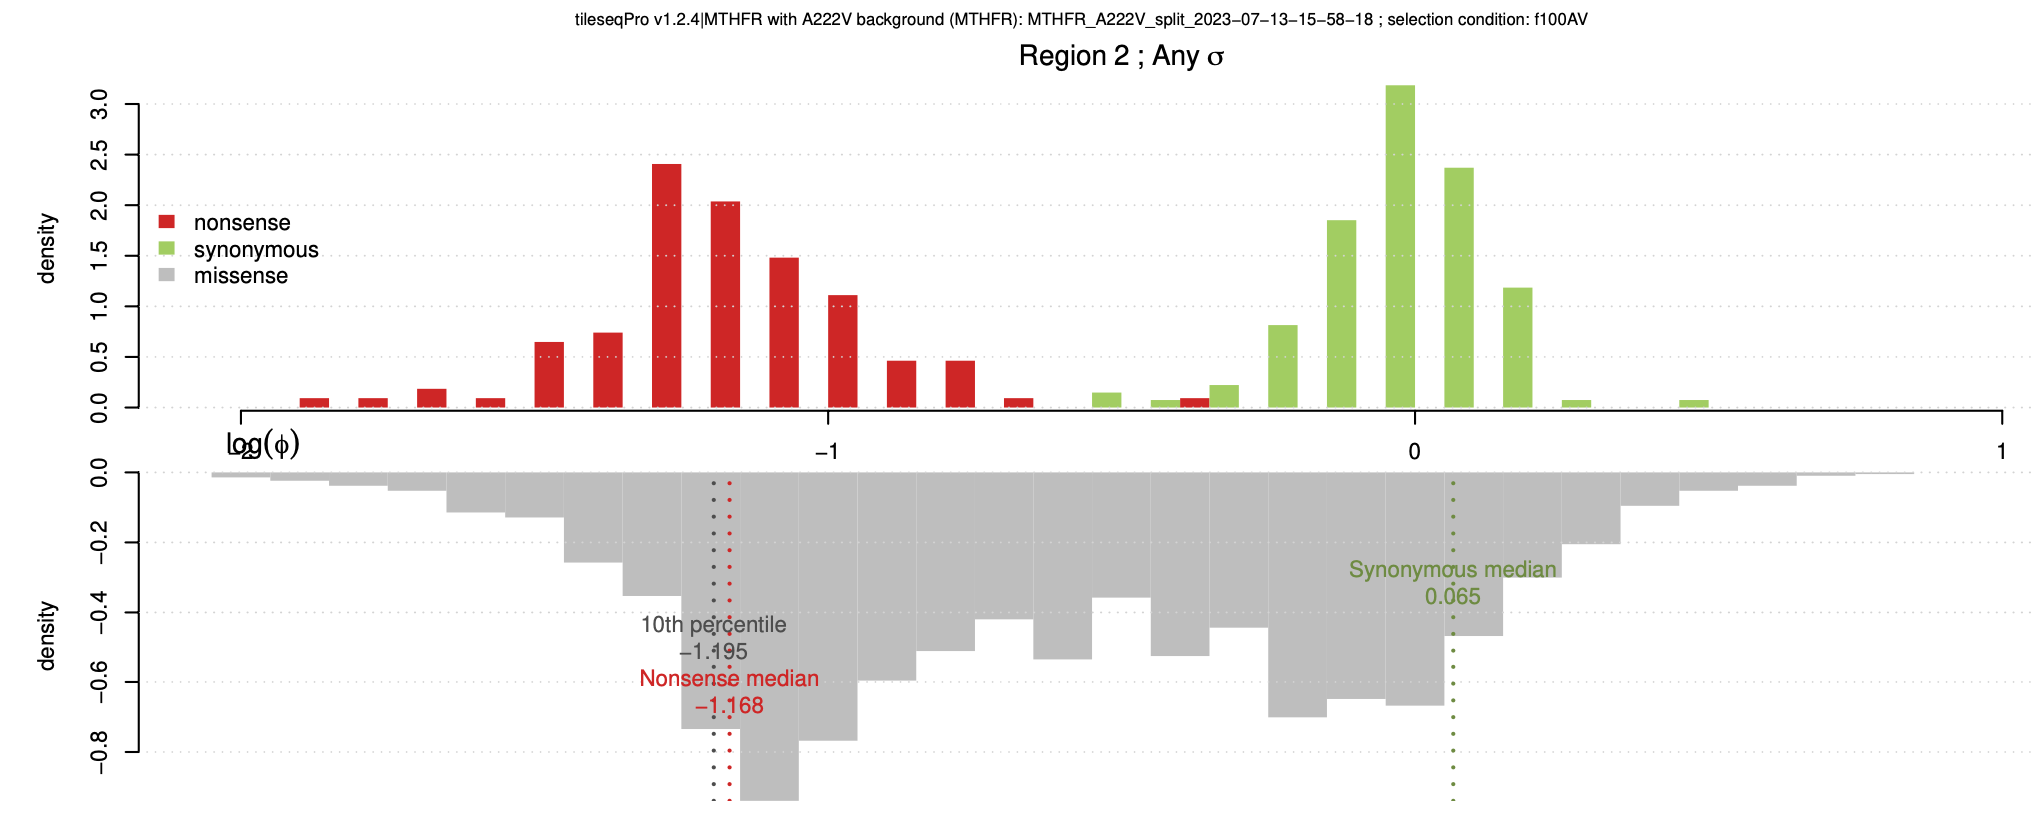 tileseqPro v1.2.4|MTHFR with A222V background (MTHFR): MTHFR_A222V_split_2023−07−13−15−58−18 ; selection condition: f100AV
Region 2 ; Any σ
density
3.0
2.5
2.0
1.5
1.0
0.5
0.0
nonsense
synonymous
missense
log(ϕ)
−2
−1
0
1
density
0.0
−0.2
−0.4
−0.6
−0.8
Synonymous median
0.065
10th percentile
−1.195
Nonsense median
−1.168